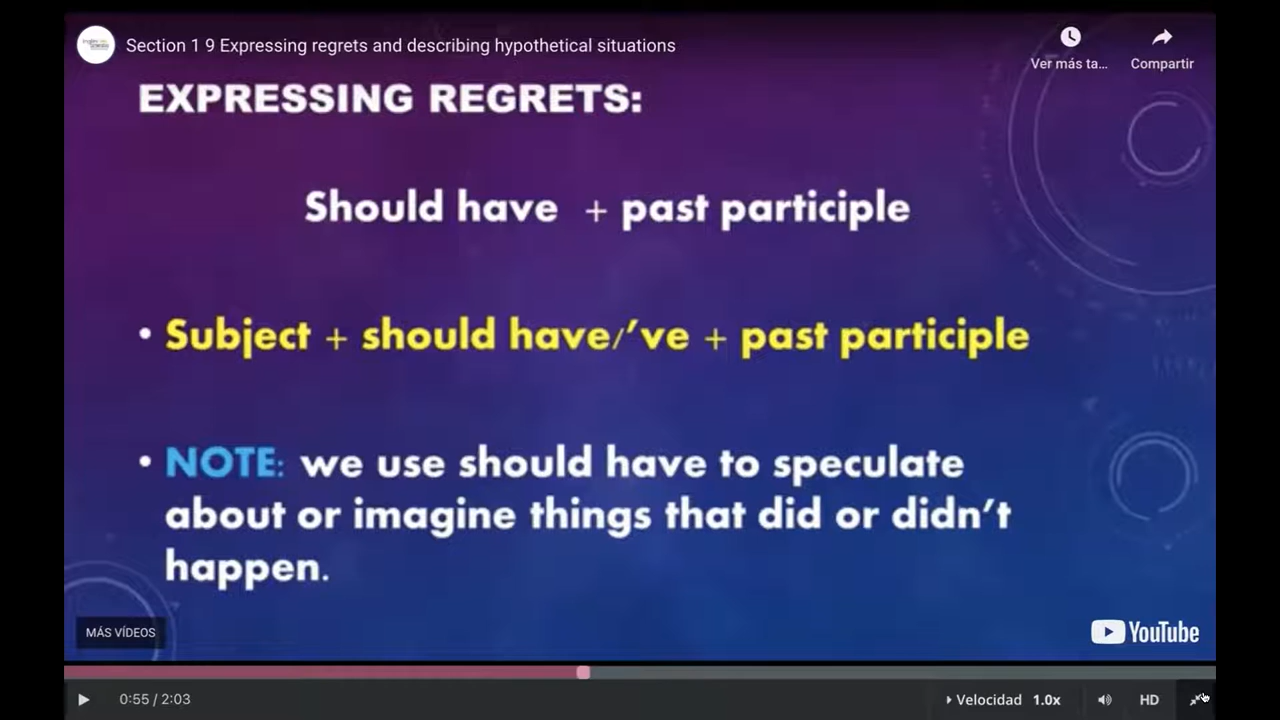 Section 1 9 Expressing regrets and describing hypothetical situations
Ver más ta...
Compartir
EXPRESSING REGRETS:
Should have + past participle
• Subject + should have/'ve + past participle
• NOTE: we use should have to speculate
about or imagine things that did or didn't
happen.
MÁS VÍDEOS
YouTube
0:55 / 2:03
Velocidad 1.0x
HD